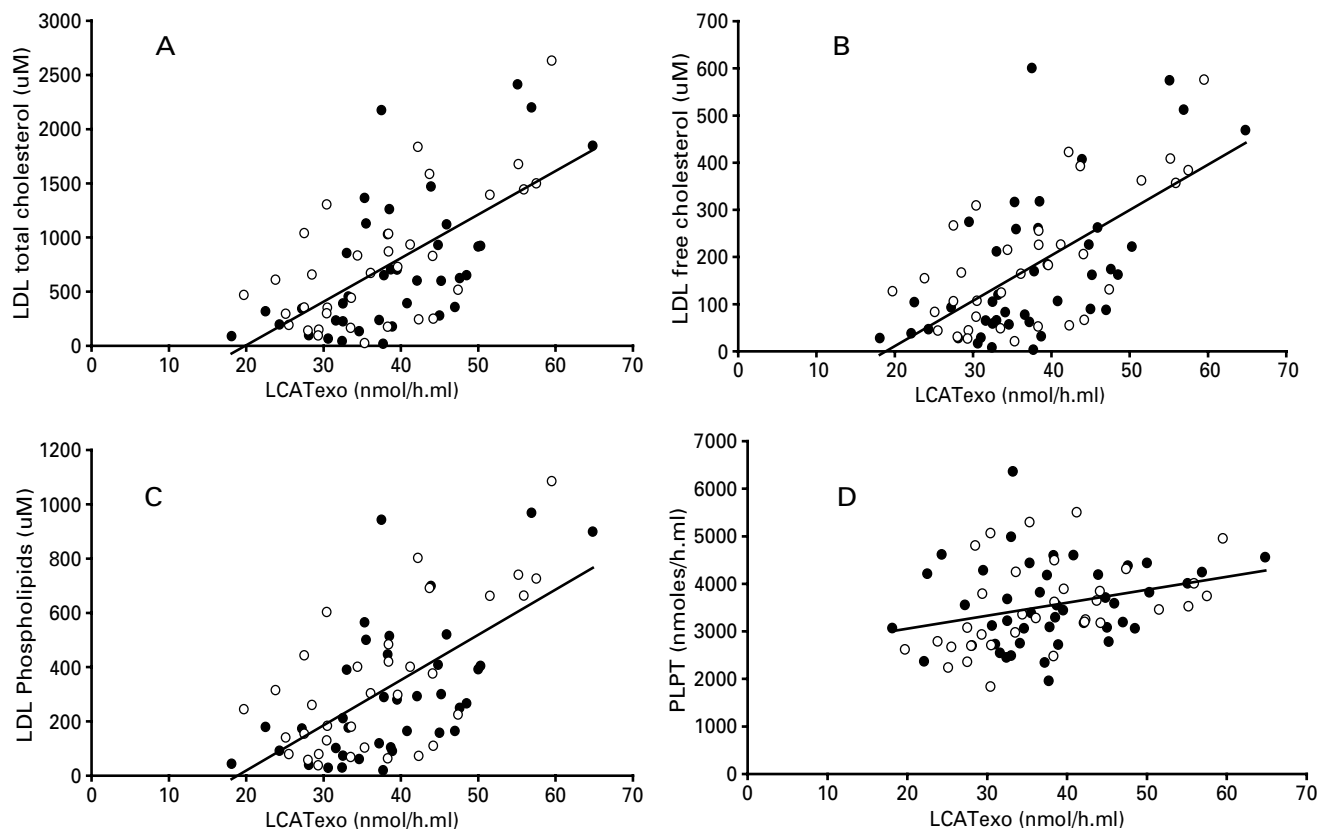 A
LDL total cholesterol (uM)
3000
2500
2000
1500
1000
500
0
0 10 20 30 40 50 60 70
LCATexo (nmol/h.ml)
B
LDL free cholesterol (uM)
700
600
500
400
300
200
100
0
0 10 20 30 40 50 60 70
LCATexo (nmol/h.ml)
C
LDL Phospholipids (uM)
1200
1000
800
600
400
200
0
0 10 20 30 40 50 60 70
LCATexo (nmol/h.ml)
D
PLPT (nmoles/h.ml)
7000
6000
5000
4000
3000
2000
1000
0
0 10 20 30 40 50 60 70
LCATexo (nmol/h.ml)